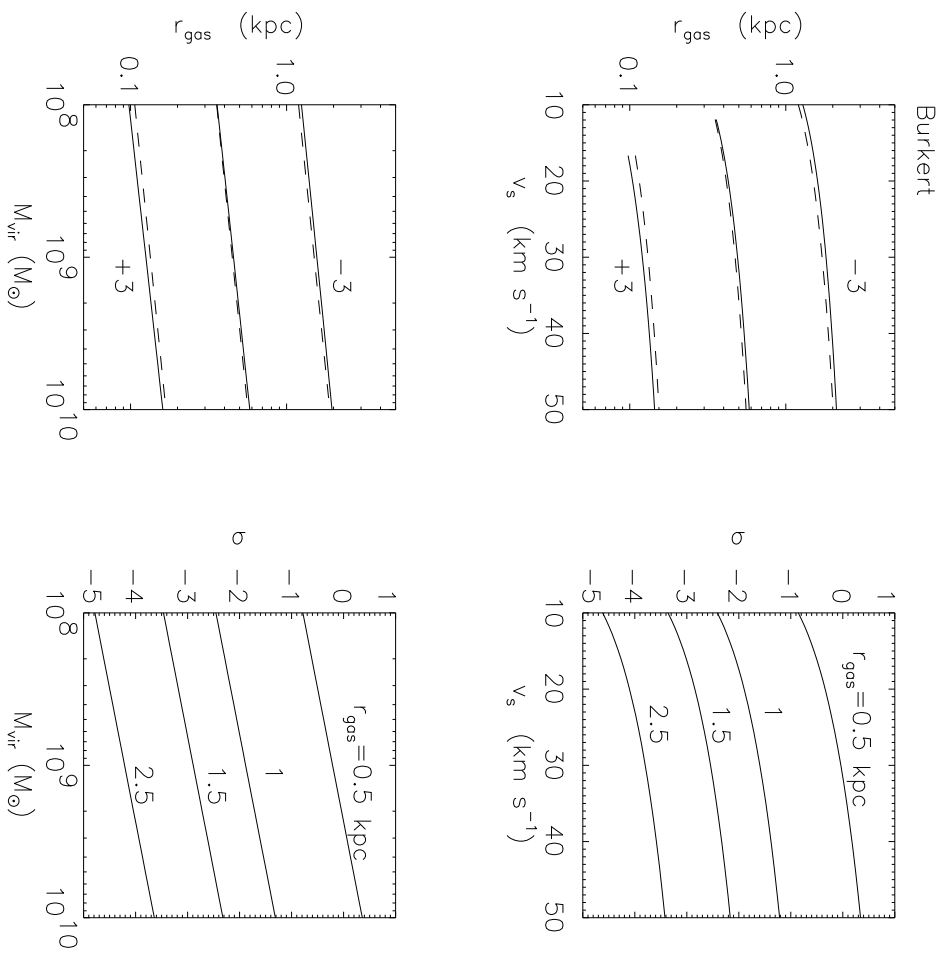 Burkert
r_gas (kpc)
1.0
0.1
-3
+3
10 20 30 40 50
v_s (km s^-1)
σ
1
0
-1
-2
-3
-4
-5
r_gas=0.5 kpc
1
1.5
2.5
10 20 30 40 50
v_s (km s^-1)
r_gas (kpc)
1.0
0.1
-3
+3
10^8 10^9 10^10
M_vir (M_⊙)
σ
1
0
-1
-2
-3
-4
-5
r_gas=0.5 kpc
1
1.5
2.5
10^8 10^9 10^10
M_vir (M_⊙)